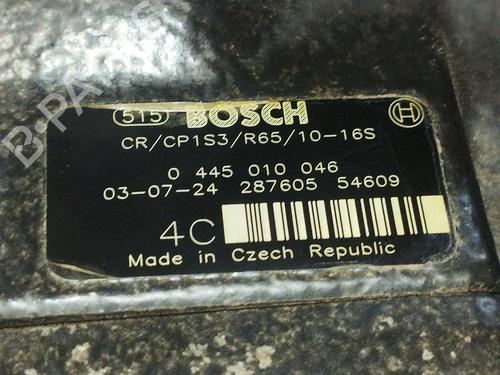 515 BOSCH
CR/CP1S3/R65/10-16S
0 445 010 046
03-07-24 287605 54609
4C
Made in Czech Republic